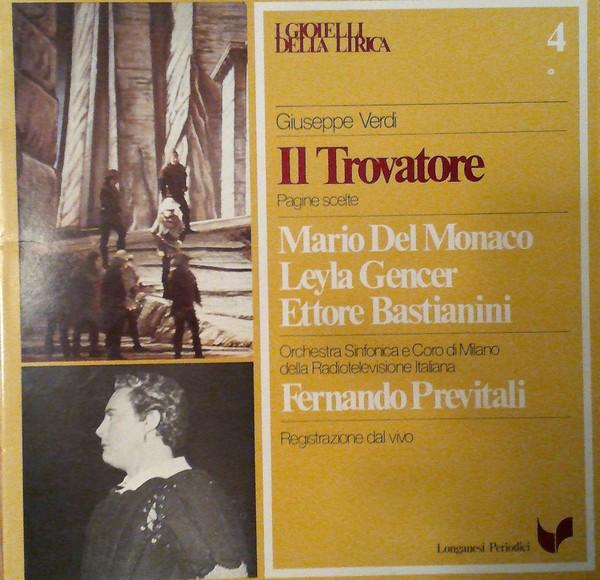 I GIOIELLI
DELLA LIRICA
4
Giuseppe Verdi
Il Trovatore
Pagine scelte
Mario Del Monaco
Leyla Gencer
Ettore Bastianini
Orchestra Sinfonica e Coro di Milano
della Radiotelevisione Italiana
Fernando Previtali
Registrazione dal vivo
Longanesi Periodici